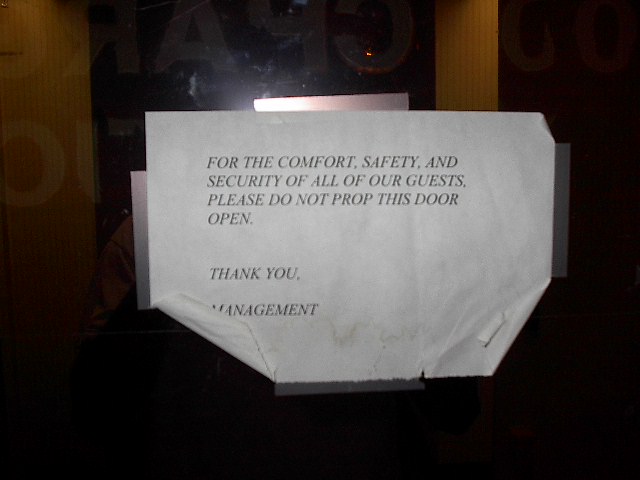 FOR THE COMFORT, SAFETY, AND
SECURITY OF ALL OF OUR GUESTS,
PLEASE DO NOT PROP THIS DOOR
OPEN.
THANK YOU,
MANAGEMENT